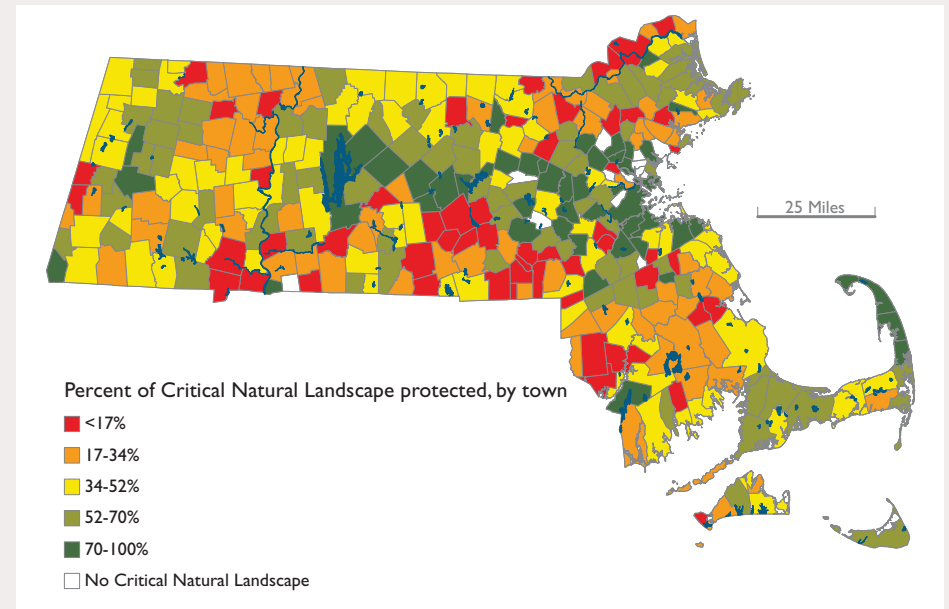 25 Miles
Percent of Critical Natural Landscape protected, by town
<17%
17-34%
34-52%
52-70%
70-100%
No Critical Natural Landscape